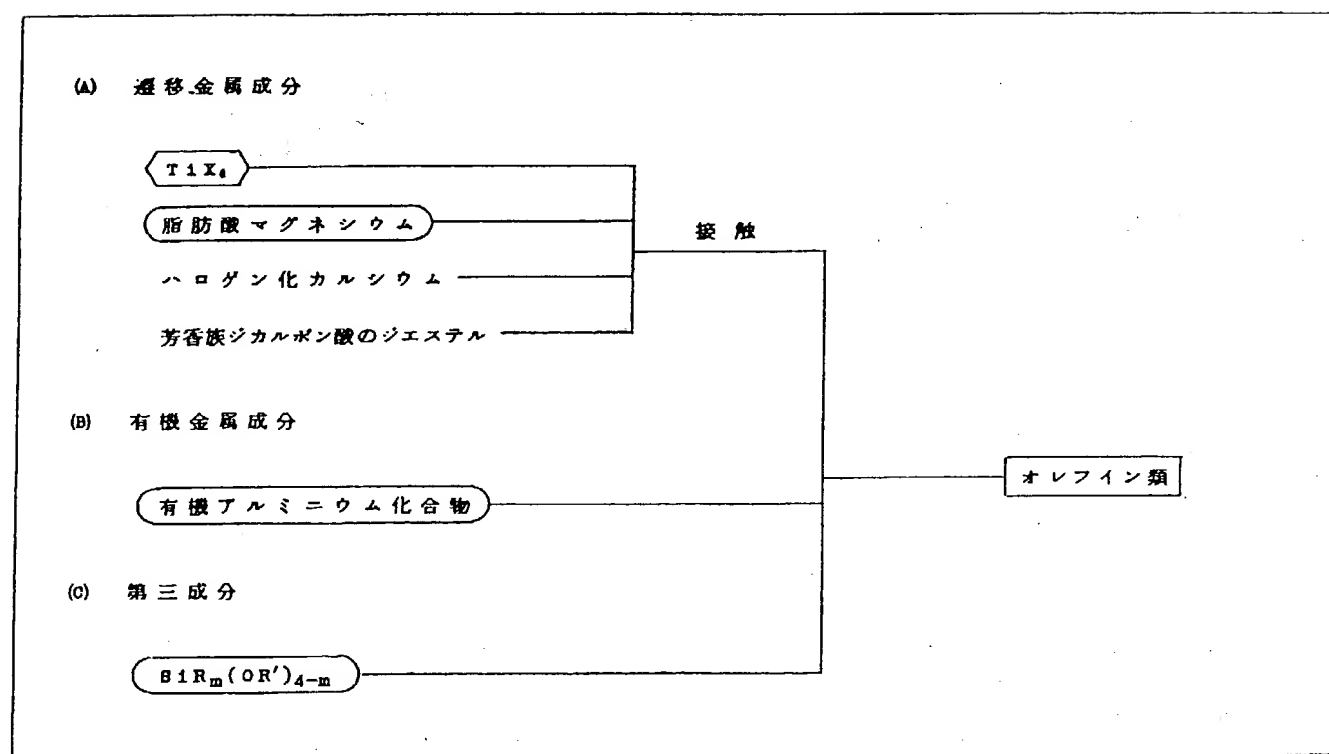 (A) 遷移金属成分
TiX₄
脂肪酸マグネシウム
接触
ハロゲン化カルシウム
芳香族ジカルボン酸のジエステル
(B) 有機金属成分
オレフイン類
有機アルミニウム化合物
(C) 第三成分
SiRm(OR')4-m